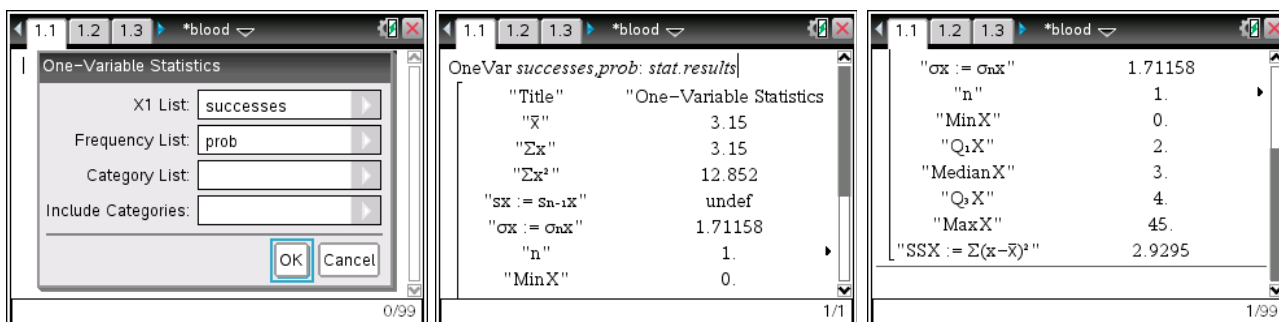 1.1 1.2 1.3 *blood
One-Variable Statistics
X1 List: successes
Frequency List: prob
Category List:
Include Categories:
OK Cancel
0/99
1.1 1.2 1.3 *blood
OneVar successes,prob: stat.results
"Title" "One-Variable Statistics
"x̄" 3.15
"Σx" 3.15
"Σx²" 12.852
"sx := sn-1x" undef
"σx := σnx" 1.71158
"n" 1.
"MinX" 0.
1/1
1.1 1.2 1.3 *blood
"σx := σnx" 1.71158
"n" 1.
"MinX" 0.
"Q₁X" 2.
"MedianX" 3.
"Q₃X" 4.
"MaxX" 45.
"SSX := Σ(x-x̄)²" 2.9295
1/99